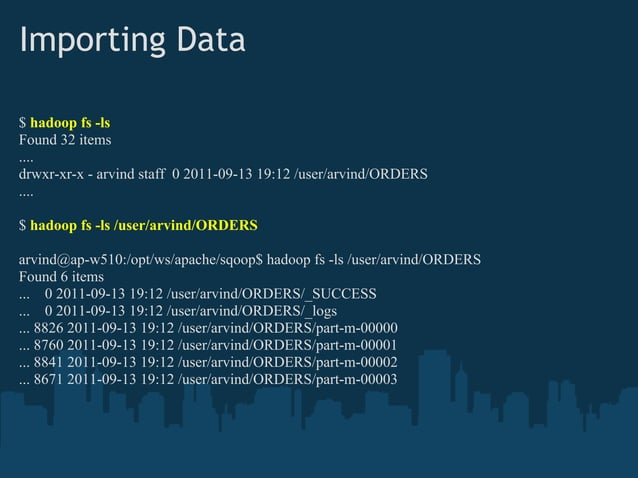 Importing Data
$ hadoop fs -ls
Found 32 items
....
drwxr-xr-x - arvind staff 0 2011-09-13 19:12 /user/arvind/ORDERS
....
$ hadoop fs -ls /user/arvind/ORDERS
arvind@ap-w510:/opt/ws/apache/sqoop$ hadoop fs -ls /user/arvind/ORDERS
Found 6 items
... 0 2011-09-13 19:12 /user/arvind/ORDERS/_SUCCESS
... 0 2011-09-13 19:12 /user/arvind/ORDERS/_logs
... 8826 2011-09-13 19:12 /user/arvind/ORDERS/part-m-00000
... 8760 2011-09-13 19:12 /user/arvind/ORDERS/part-m-00001
... 8841 2011-09-13 19:12 /user/arvind/ORDERS/part-m-00002
... 8671 2011-09-13 19:12 /user/arvind/ORDERS/part-m-00003